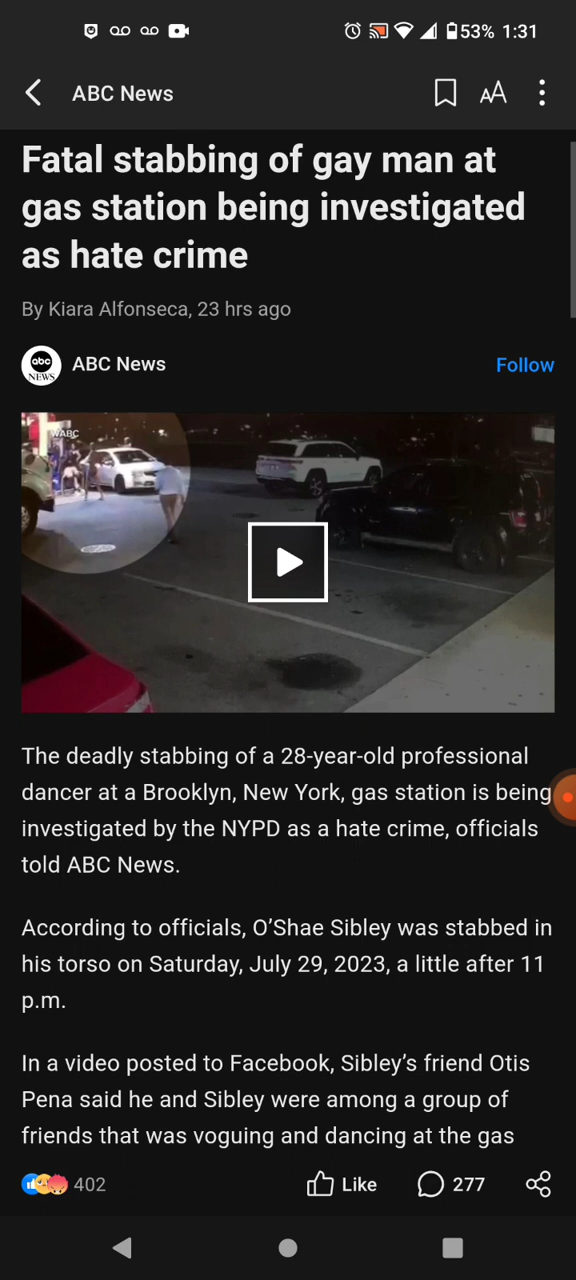 53% 1:31
ABC News
Fatal stabbing of gay man at
gas station being investigated
as hate crime
By Kiara Alfonseca, 23 hrs ago
abc
NEWS
ABC News
Follow
WABC
The deadly stabbing of a 28-year-old professional
dancer at a Brooklyn, New York, gas station is being
investigated by the NYPD as a hate crime, officials
told ABC News.
According to officials, O’Shae Sibley was stabbed in
his torso on Saturday, July 29, 2023, a little after 11
p.m.
In a video posted to Facebook, Sibley’s friend Otis
Pena said he and Sibley were among a group of
friends that was voguing and dancing at the gas
402 Like 277